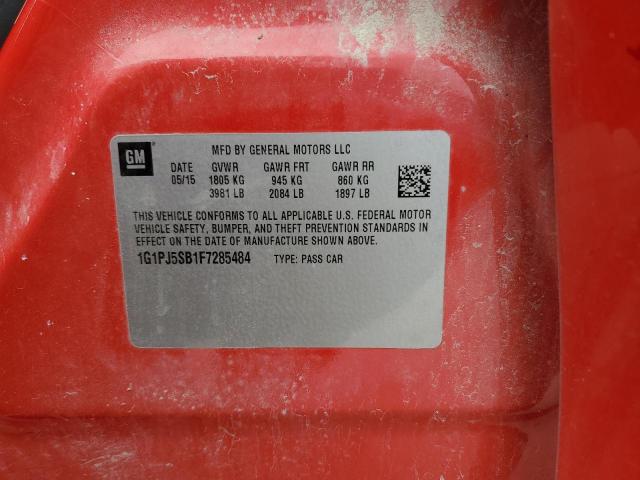 GM
MFD BY GENERAL MOTORS LLC
DATE GVWR GAWR FRT GAWR RR
05/15 1805 KG 945 KG 860 KG
3981 LB 2084 LB 1897 LB
THIS VEHICLE CONFORMS TO ALL APPLICABLE U.S. FEDERAL MOTOR
VEHICLE SAFETY, BUMPER, AND THEFT PREVENTION STANDARDS IN
EFFECT ON THE DATE OF MANUFACTURE SHOWN ABOVE.
1G1PJ5SB1F7285484 TYPE: PASS CAR